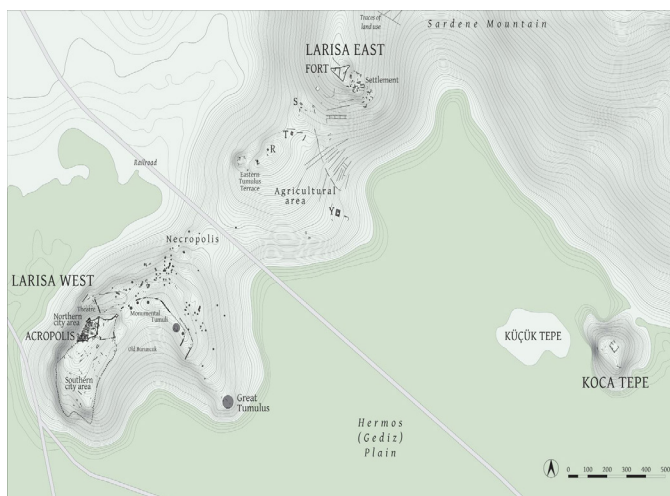 Traces of
land use
Sardene Mountain
LARISA EAST
FORT
Settlement
S
T
R
Railroad
Eastern
Tumulus
Terrace
Agricultural
area
Y
Necropolis
LARISA WEST
Theatre
Northern
city area
Monumental
Tumuli
ACROPOLIS
Old Buruncuk
KÜÇÜK TEPE
Southern
city area
KOCA TEPE
Great
Tumulus
Hermos
(Gediz)
Plain
0 100 200 300 400 500